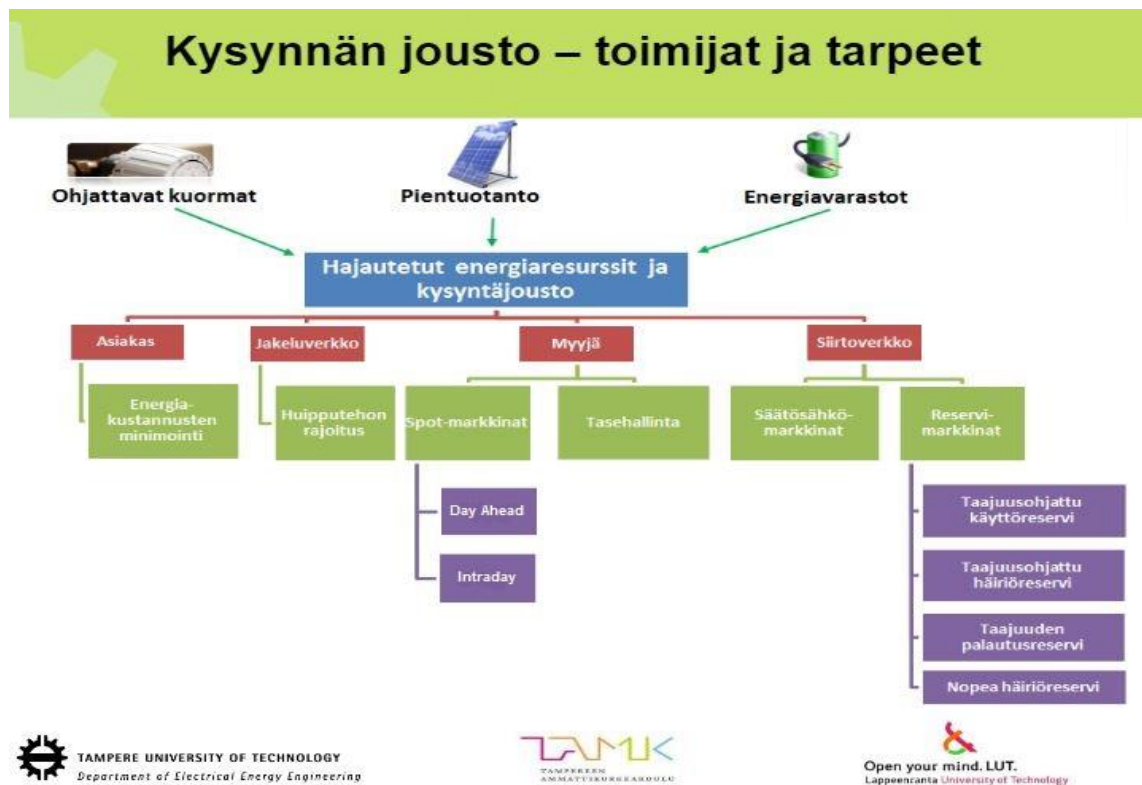 Kysynnän jousto – toimijat ja tarpeet
Ohjattavat kuormat
Pientuotanto
Energiavarastot
Hajautetut energiaresurssit ja
kysyntäjousto
Asiakas
Jakeluverkko
Myyjä
Siirtoverkko
Energia-
kustannusten
minimointi
Huipputehon
rajoitus
Spot-markkinat
Tasehallinta
Säätösähkö-
markkinat
Reservi-
markkinat
Day Ahead
Intraday
Taajuusohjattu
käyttöreservi
Taajuusohjattu
häiriöreservi
Taajuuden
palautusreservi
Nopea häiriöreservi
TAMPERE UNIVERSITY OF TECHNOLOGY
Department of Electrical Energy Engineering
TAMK
TAMPEREEN
AMMATTIKORKEAKOULU
Open your mind. LUT.
Lappeenranta University of Technology